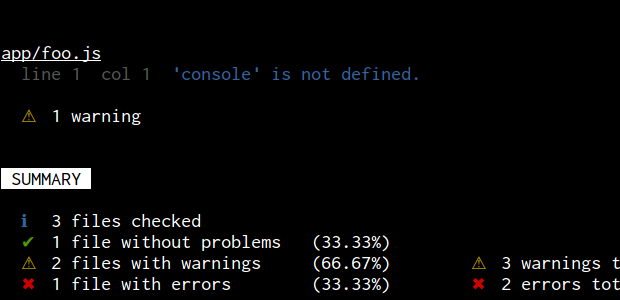 app/foo.js
line 1  col 1  'console' is not defined.
⚠  1 warning
SUMMARY
ℹ  3 files checked
✔  1 file without problems   (33.33%)
⚠  2 files with warnings     (66.67%)        ⚠  3 warnings t
✖  1 file with errors        (33.33%)        ✖  2 errors tot